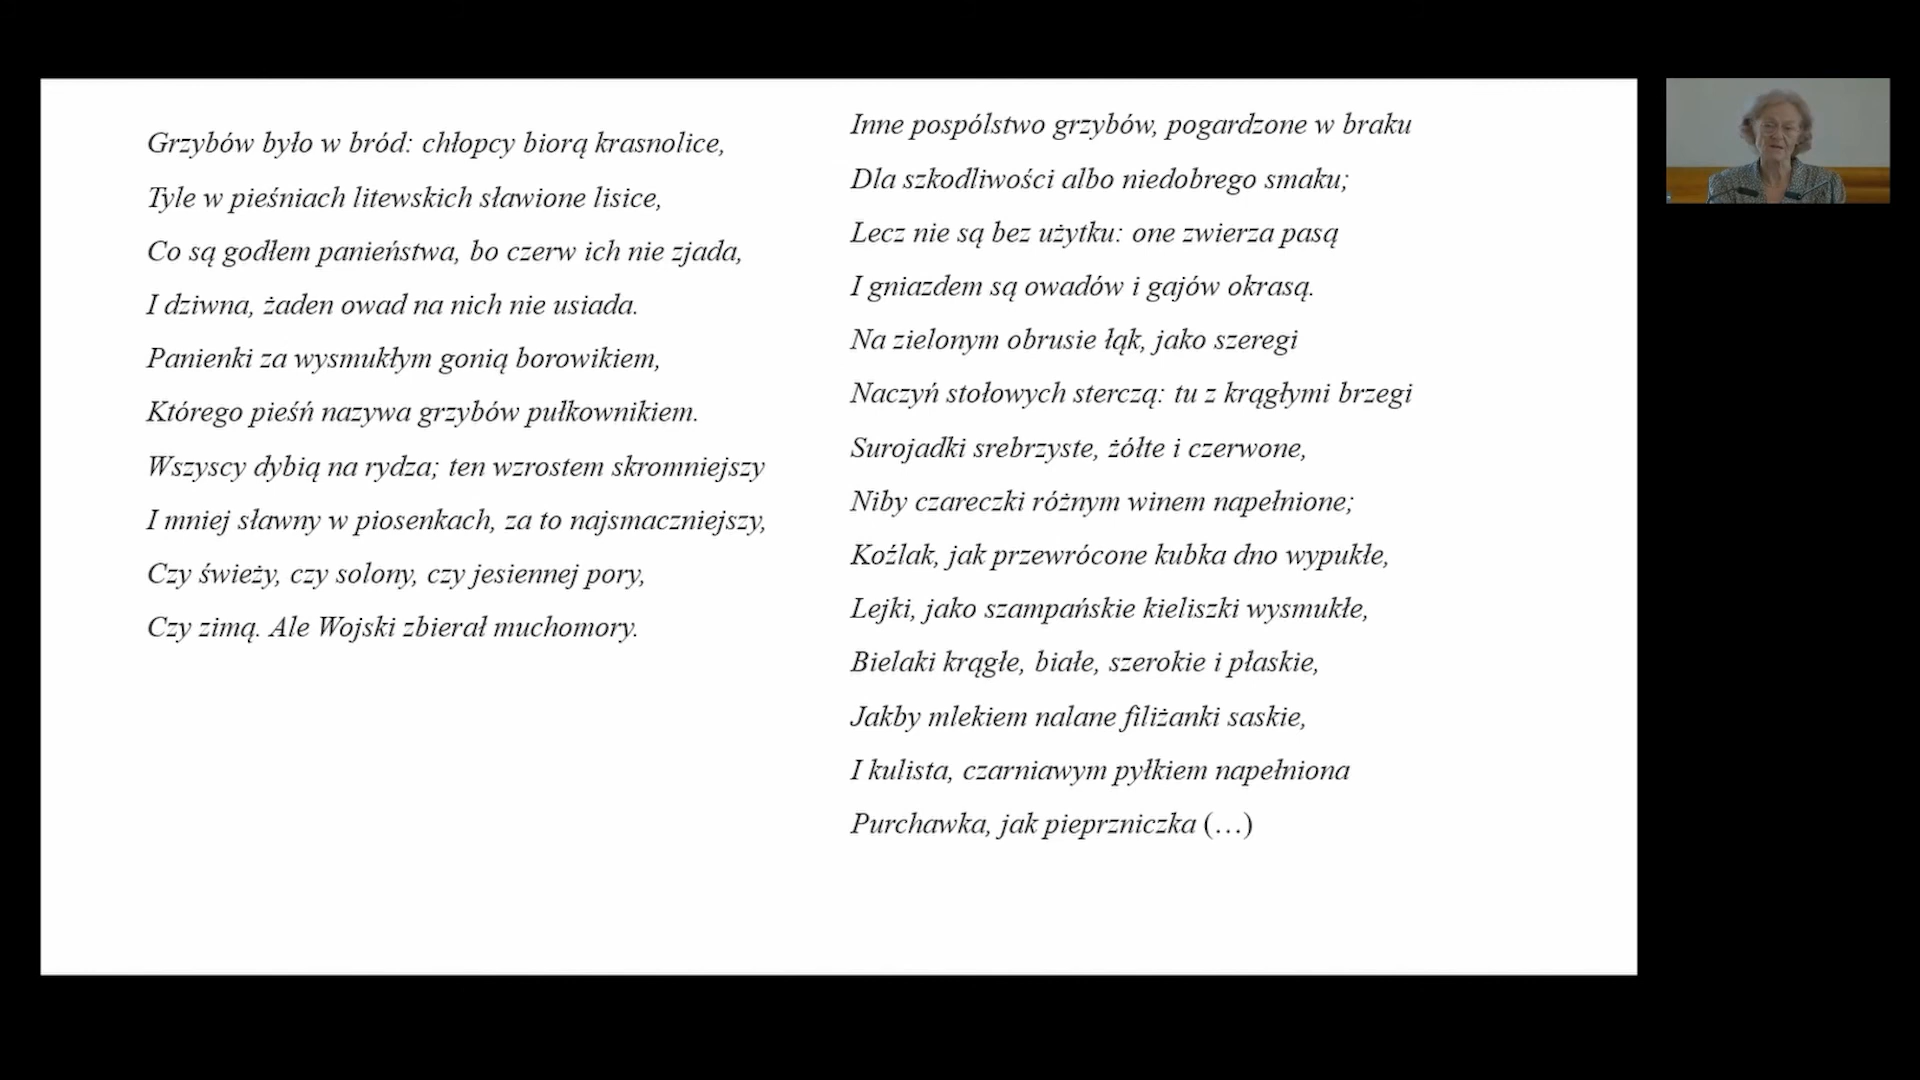 Grzybów było w bród: chłopcy biorą krasnolice,
Tyle w pieśniach litewskich sławione lisice,
Co są godłem panieństwa, bo czerw ich nie zjada,
I dziwna, żaden owad na nich nie usiada.
Panienki za wysmukłym gonią borowikiem,
Którego pieśń nazywa grzybów pułkownikiem.
Wszyscy dybią na rydza; ten wzrostem skromniejszy
I mniej sławny w piosenkach, za to najsmaczniejszy,
Czy świeży, czy solony, czy jesiennej pory,
Czy zimą. Ale Wojski zbierał muchomory.
Inne pospólstwo grzybów, pogardzone w braku
Dla szkodliwości albo niedobrego smaku;
Lecz nie są bez użytku: one zwierza pasą
I gniazdem są owadów i gajów okrasą.
Na zielonym obrusie łąk, jako szeregi
Naczyń stołowych sterczą: tu z krągłymi brzegi
Surojadki srebrzyste, żółte i czerwone,
Niby czareczki różnym winem napełnione;
Koźlak, jak przewrócone kubka dno wypukłe,
Lejki, jako szampańskie kieliszki wysmukłe,
Bielaki krągłe, białe, szerokie i płaskie,
Jakby mlekiem nalane filiżanki saskie,
I kulista, czarniawym pyłkiem napełniona
Purchawka, jak pieprzniczka (…)